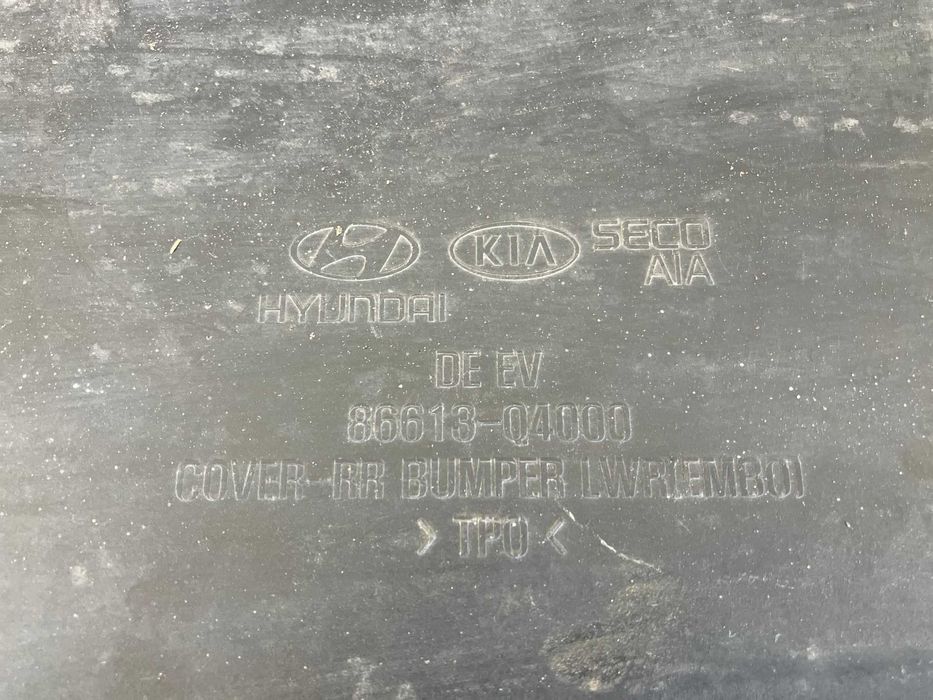 KIA SECO
AIA
HYUNDAI
DE EV
86613-Q4000
COVER-RR BUMPER LWR(EMBO)
>TPO<